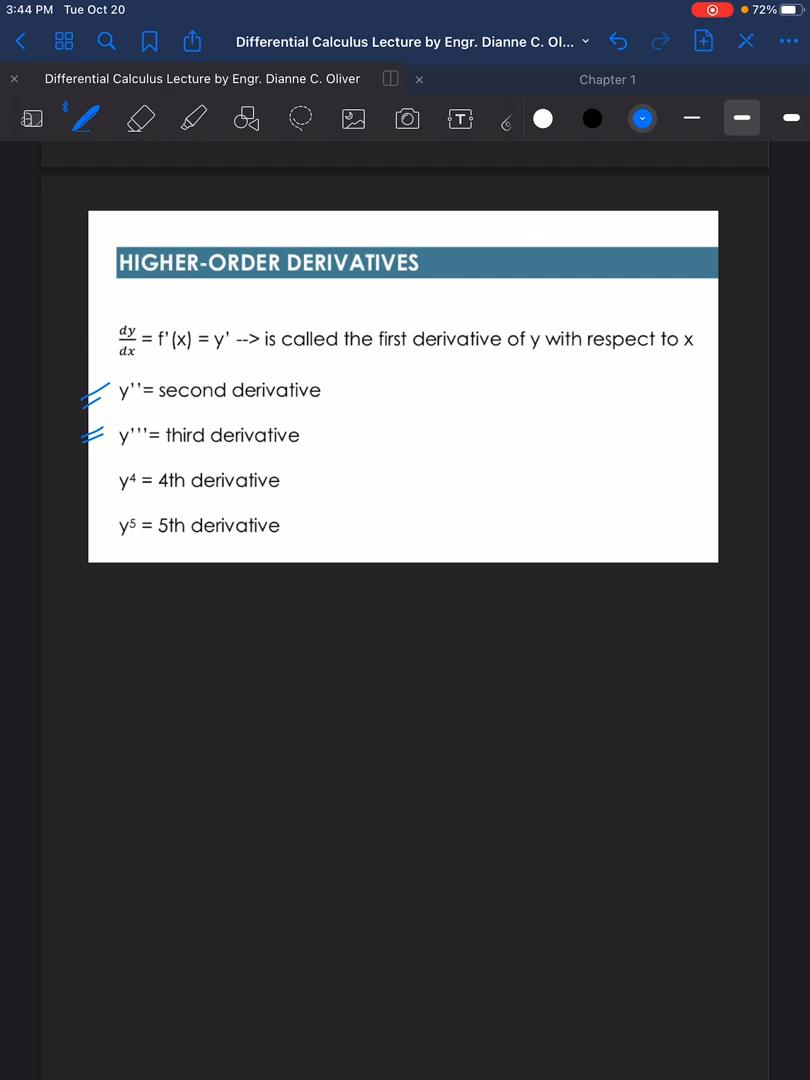 3:44 PM Tue Oct 20 72%
Differential Calculus Lecture by Engr. Dianne C. Ol...
Differential Calculus Lecture by Engr. Dianne C. Oliver Chapter 1
T
HIGHER-ORDER DERIVATIVES
dy/dx = f'(x) = y' --> is called the first derivative of y with respect to x
y''= second derivative
y'''= third derivative
y⁴ = 4th derivative
y⁵ = 5th derivative